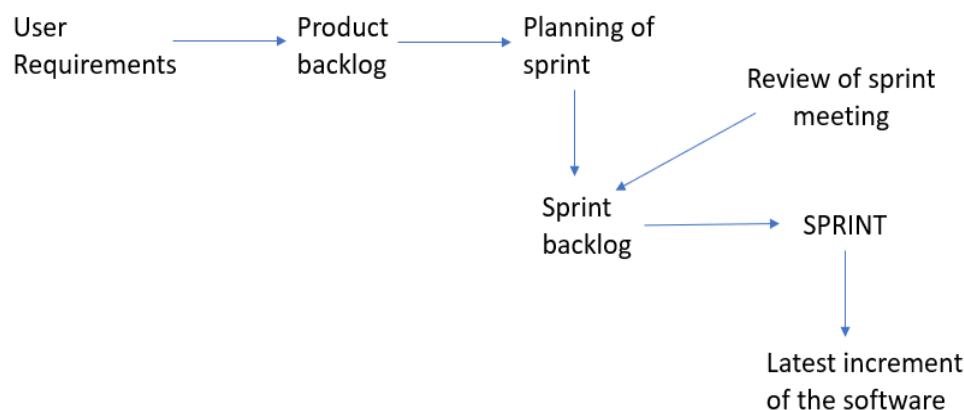 User
Requirements
Product
backlog
Planning of
sprint
Review of sprint
meeting
Sprint
backlog
SPRINT
Latest increment
of the software